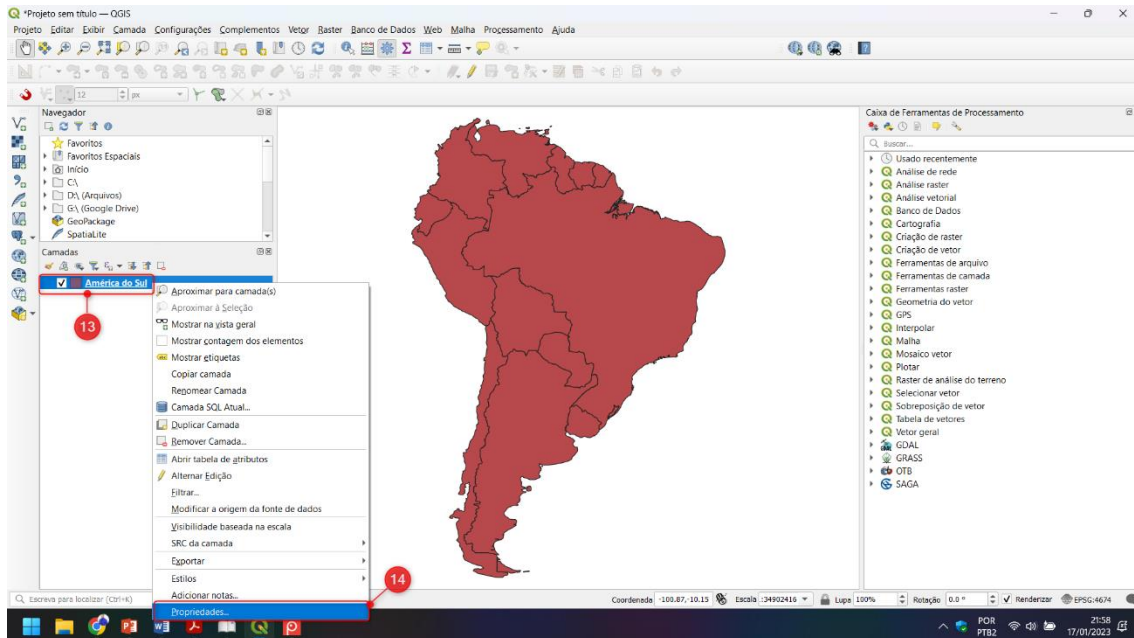 *Projeto sem título — QGIS
Projeto Editar Exibir Camada Configurações Complementos Vetor Raster Banco de Dados Web Malha Processamento Ajuda
12 px
Navegador
Favoritos
Favoritos Espaciais
Início
C:\
D:\ (Arquivos)
G:\ (Google Drive)
GeoPackage
SpatiaLite
Camadas
América do Sul
13
Aproximar para camada(s)
Aproximar à Seleção
Mostrar na vista geral
Mostrar contagem dos elementos
Mostrar etiquetas
Copiar camada
Renomear Camada
Camada SQL Atual...
Duplicar Camada
Remover Camada...
Abrir tabela de atributos
Alternar Edição
Filtrar...
Modificar a origem da fonte de dados
Visibilidade baseada na escala
SRC da camada
Exportar
Estilos
Adicionar notas...
Propriedades...
14
Caixa de Ferramentas de Processamento
Buscar...
Usado recentemente
Análise de rede
Análise raster
Análise vetorial
Banco de Dados
Cartografia
Criação de raster
Criação de vetor
Ferramentas de arquivo
Ferramentas de camada
Ferramentas raster
Geometria do vetor
GPS
Interpolar
Malha
Mosaico vetor
Plotar
Raster de análise do terreno
Selecionar vetor
Sobreposição de vetor
Tabela de vetores
Vetor geral
GDAL
GRASS
OTB
SAGA
Escreva para localizar (Ctrl+K) Coordenada -100.87,-10.15 Escala :34902416 Lupa 100% Rotação 0.0 ° Renderizar EPSG:4674
POR
PTB2
21:58
17/01/2023